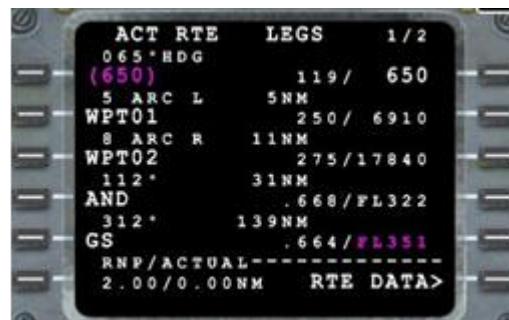 ACT RTE LEGS 1/2
065°HDG
(650) 119/ 650
5 ARC L 5NM
WPT01 250/ 6910
8 ARC R 11NM
WPT02 275/17840
112° 31NM
AND .668/FL322
312° 139NM
GS .664/FL351
RNP/ACTUAL------------
2.00/0.00NM RTE DATA>